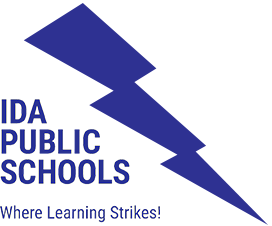 IDA
PUBLIC
SCHOOLS
Where Learning Strikes!